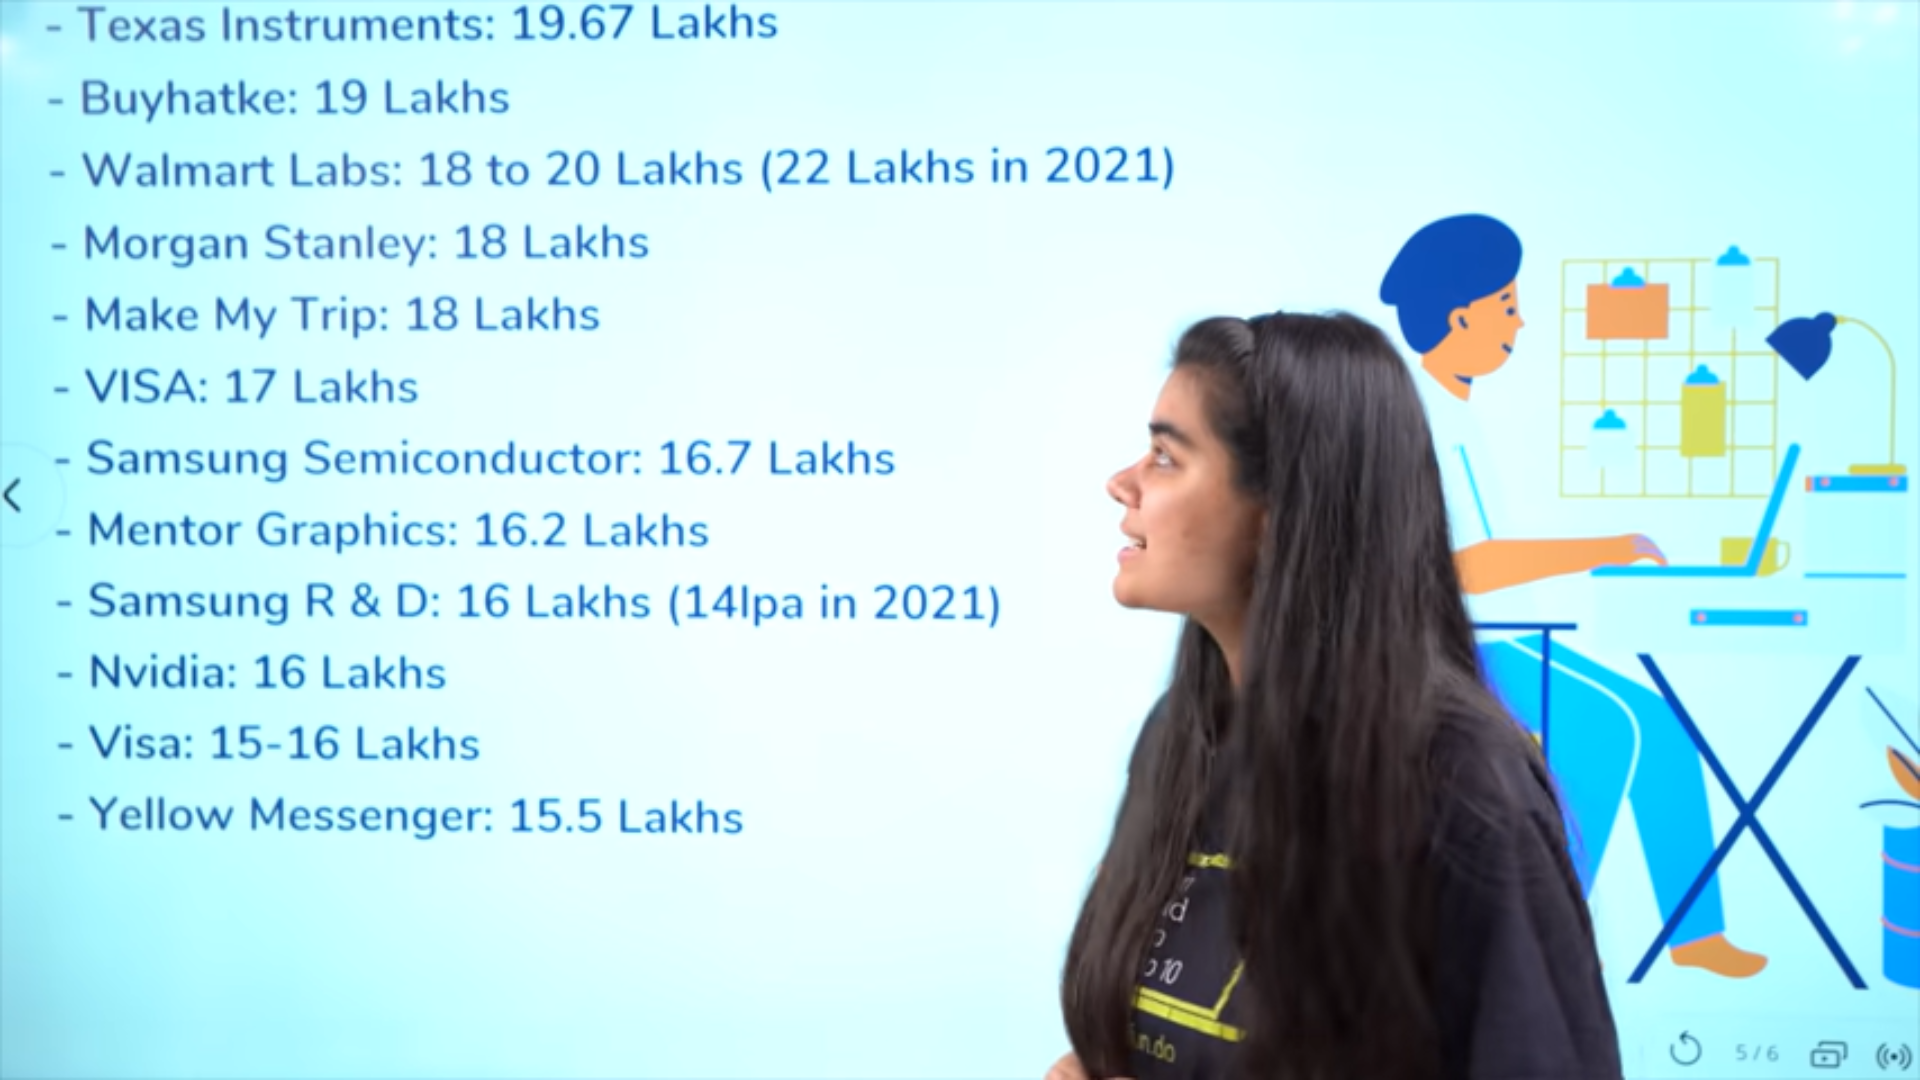 - Texas Instruments: 19.67 Lakhs
- Buyhatke: 19 Lakhs
- Walmart Labs: 18 to 20 Lakhs (22 Lakhs in 2021)
- Morgan Stanley: 18 Lakhs
- Make My Trip: 18 Lakhs
- VISA: 17 Lakhs
- Samsung Semiconductor: 16.7 Lakhs
- Mentor Graphics: 16.2 Lakhs
- Samsung R & D: 16 Lakhs (14lpa in 2021)
- Nvidia: 16 Lakhs
- Visa: 15-16 Lakhs
- Yellow Messenger: 15.5 Lakhs
10
5/6